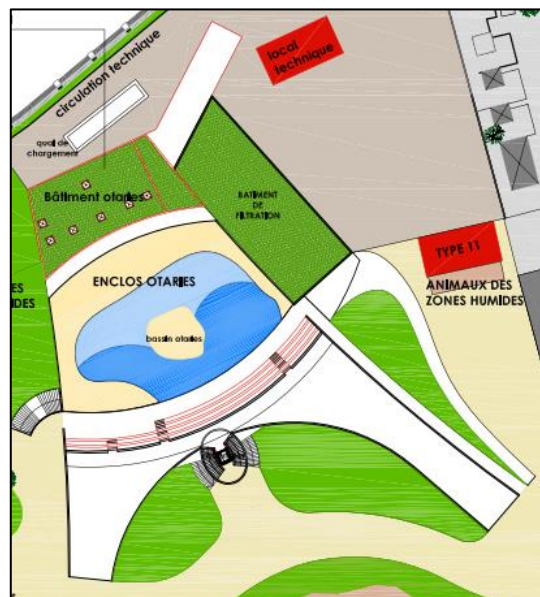 circulation technique
local
technique
quai de
chargement
Bâtiment otaries
BATIMENT
DE
FILTRATION
TYPE 11
ENCLOS OTARIES
ANIMAUX DES
ZONES HUMIDES
bassin otaries
ES
IDES